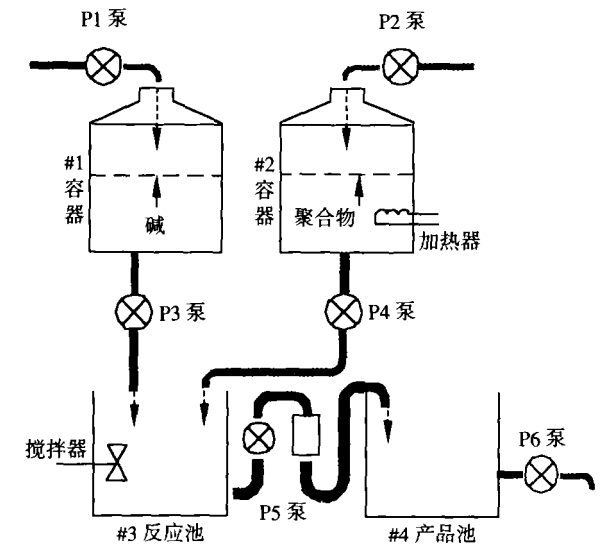 P1 泵
P2 泵
#1
容
器
碱
#2
容
器
聚合物
加热器
P3 泵
P4 泵
搅拌器
P5 泵
P6 泵
#3 反应池
#4 产品池